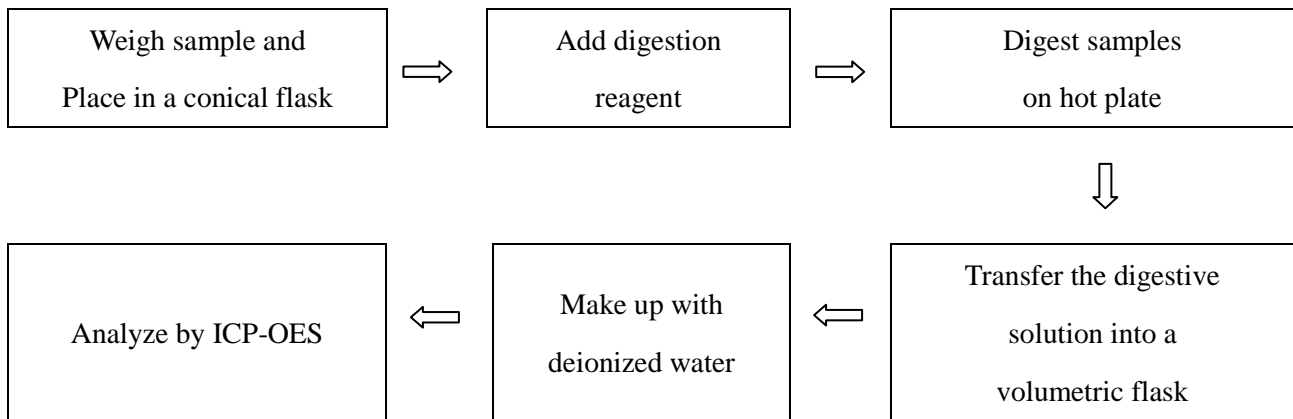 Weigh sample and
Place in a conical flask
Add digestion
reagent
Digest samples
on hot plate
Transfer the digestive
solution into a
volumetric flask
Make up with
deionized water
Analyze by ICP-OES